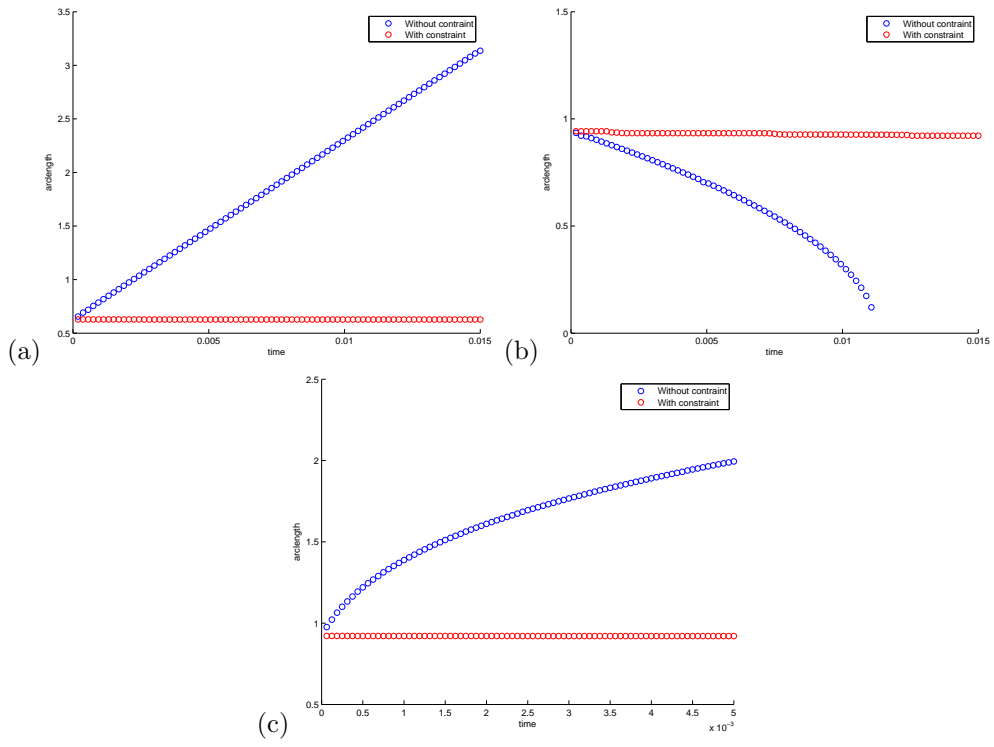 3.5
3
2.5
2
1.5
1
0.5
arclength
0
0.005
0.01
0.015
time
Without contraint
With constraint
(a)
1.5
1
0.5
0
arclength
0
0.005
0.01
0.015
time
Without contraint
With constraint
(b)
2.5
2
1.5
1
0.5
arclength
0
0.5
1
1.5
2
2.5
3
3.5
4
4.5
5
x 10⁻³
time
Without contraint
With constraint
(c)